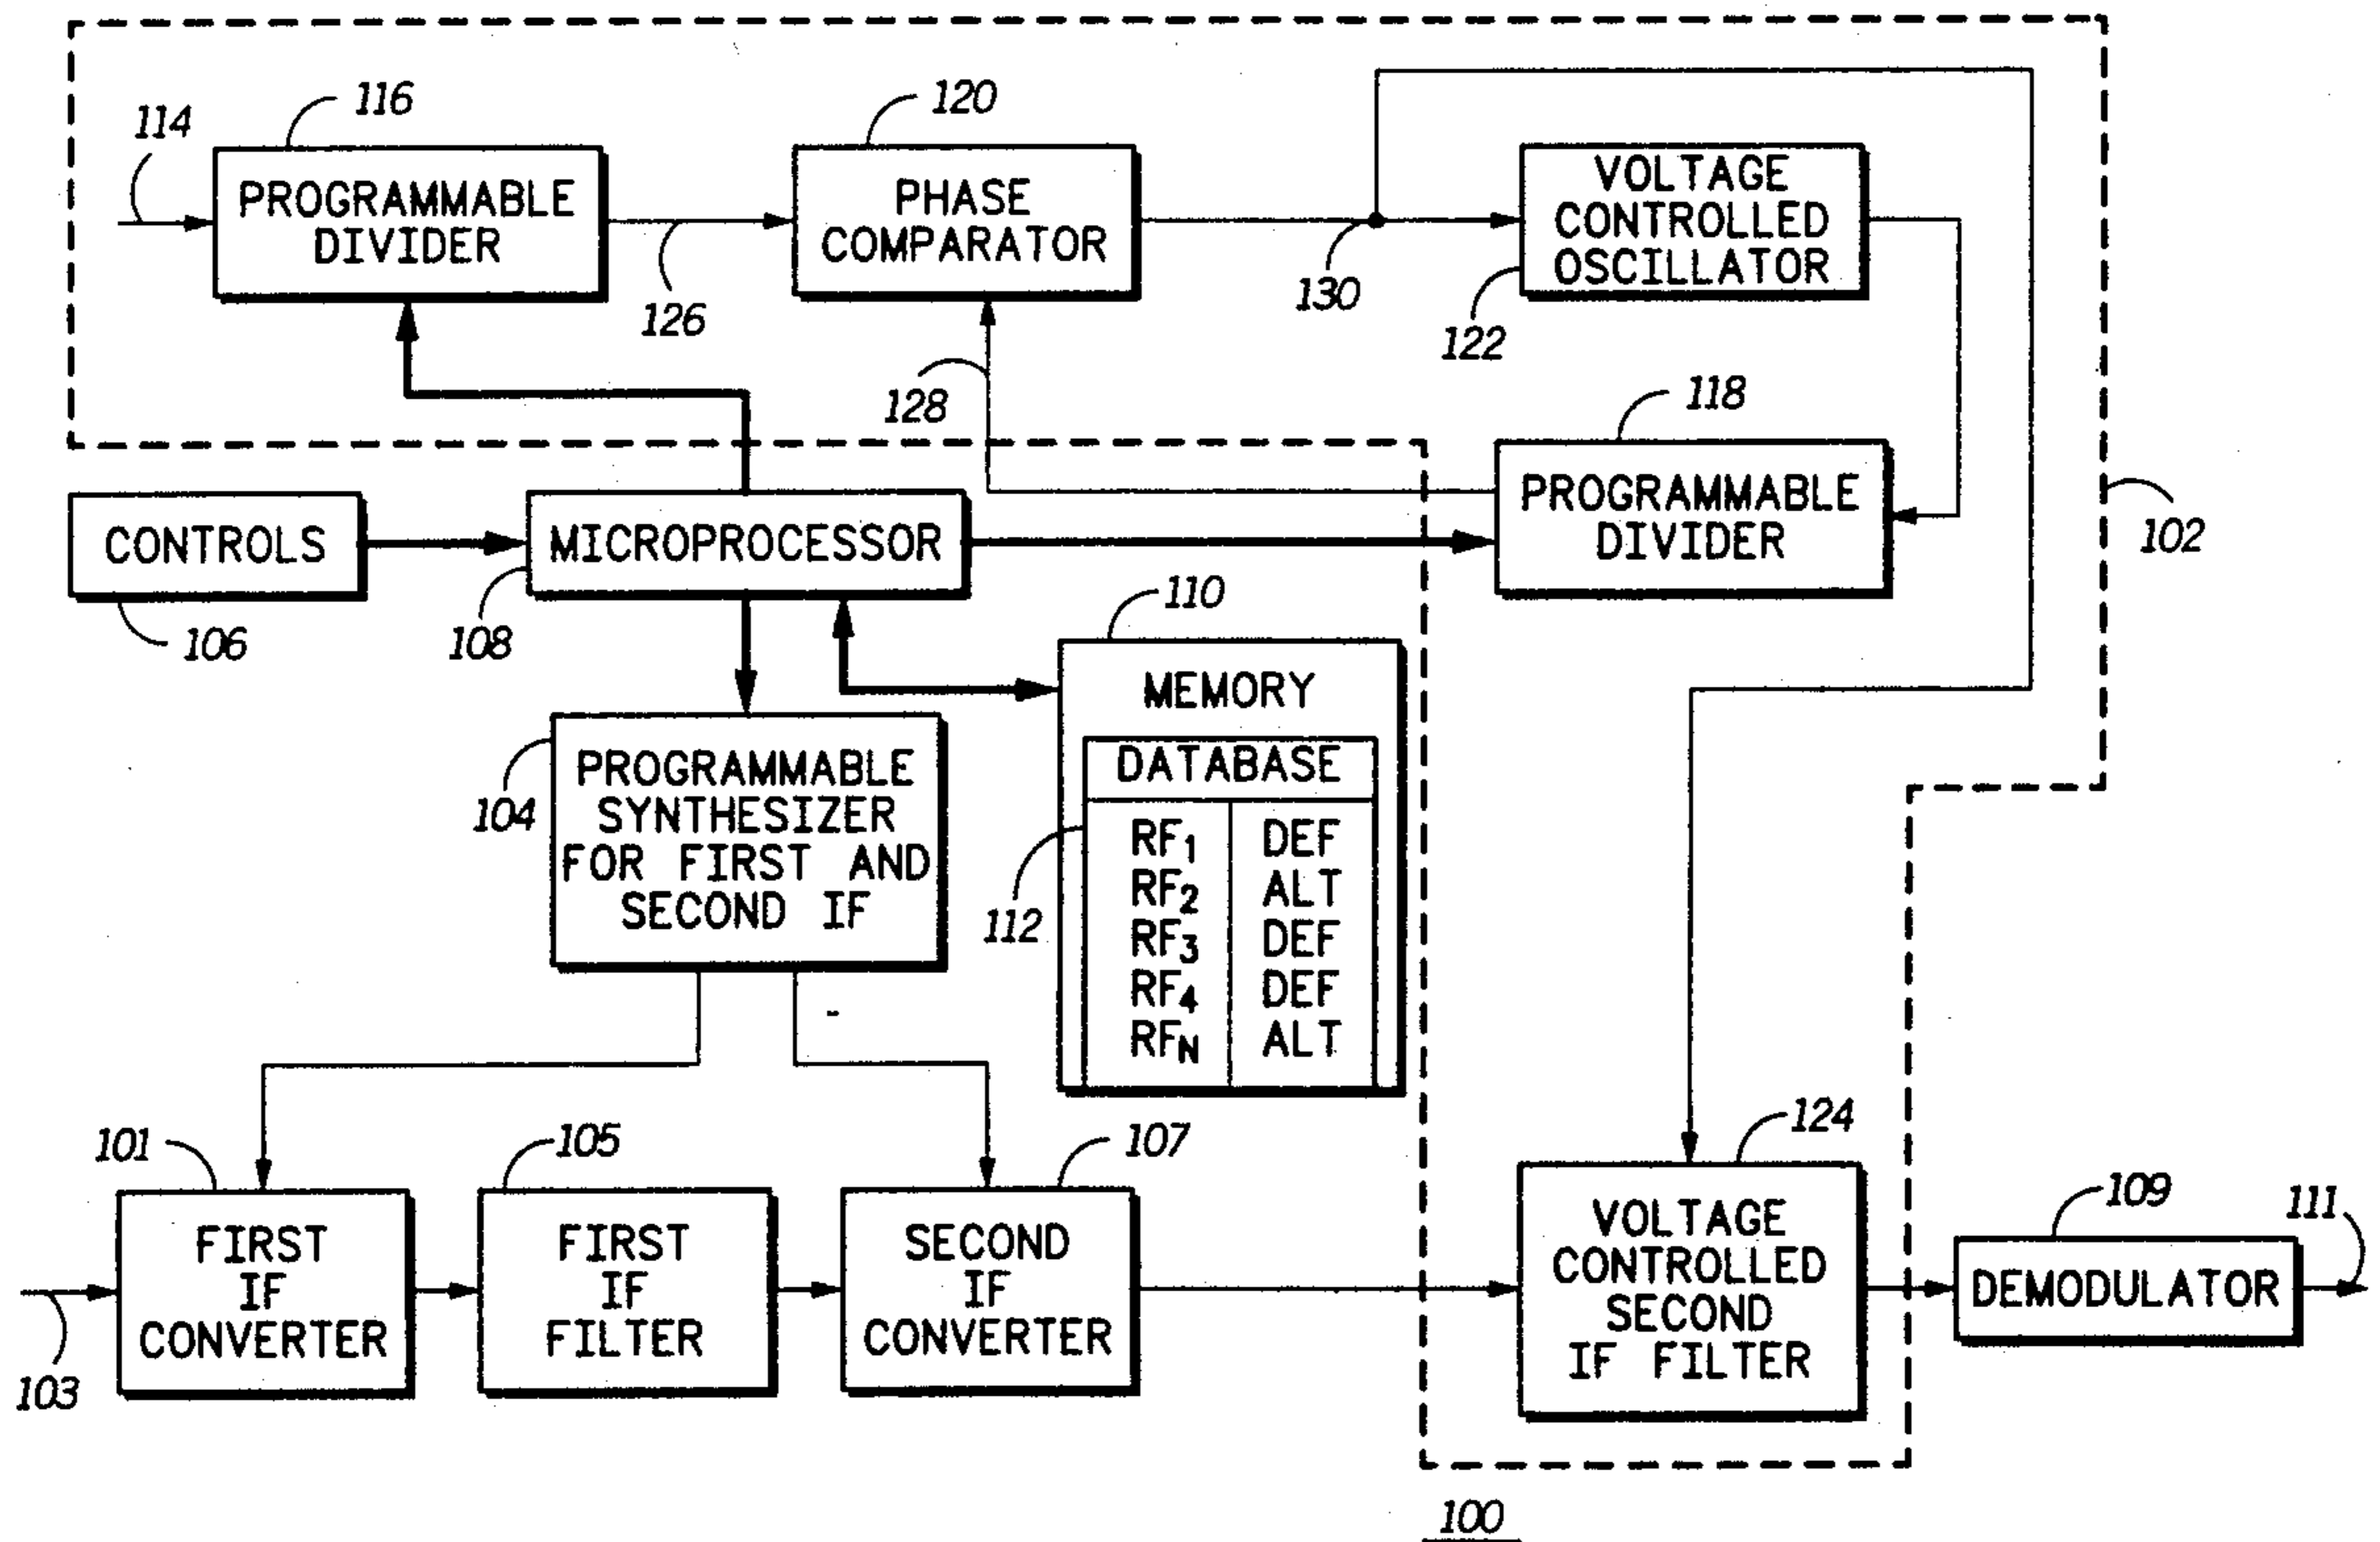 114
116
PROGRAMMABLE
DIVIDER
126
120
PHASE
COMPARATOR
130
VOLTAGE
CONTROLLED
OSCILLATOR
122
128
118
PROGRAMMABLE
DIVIDER
102
CONTROLS
106
MICROPROCESSOR
108
110
MEMORY
DATABASE
RF1 DEF
RF2 ALT
RF3 DEF
RF4 DEF
RFN ALT
112
104
PROGRAMMABLE
SYNTHESIZER
FOR FIRST AND
SECOND IF
101
FIRST
IF
CONVERTER
103
105
FIRST
IF
FILTER
107
SECOND
IF
CONVERTER
124
VOLTAGE
CONTROLLED
SECOND
IF FILTER
109
DEMODULATOR
111
100